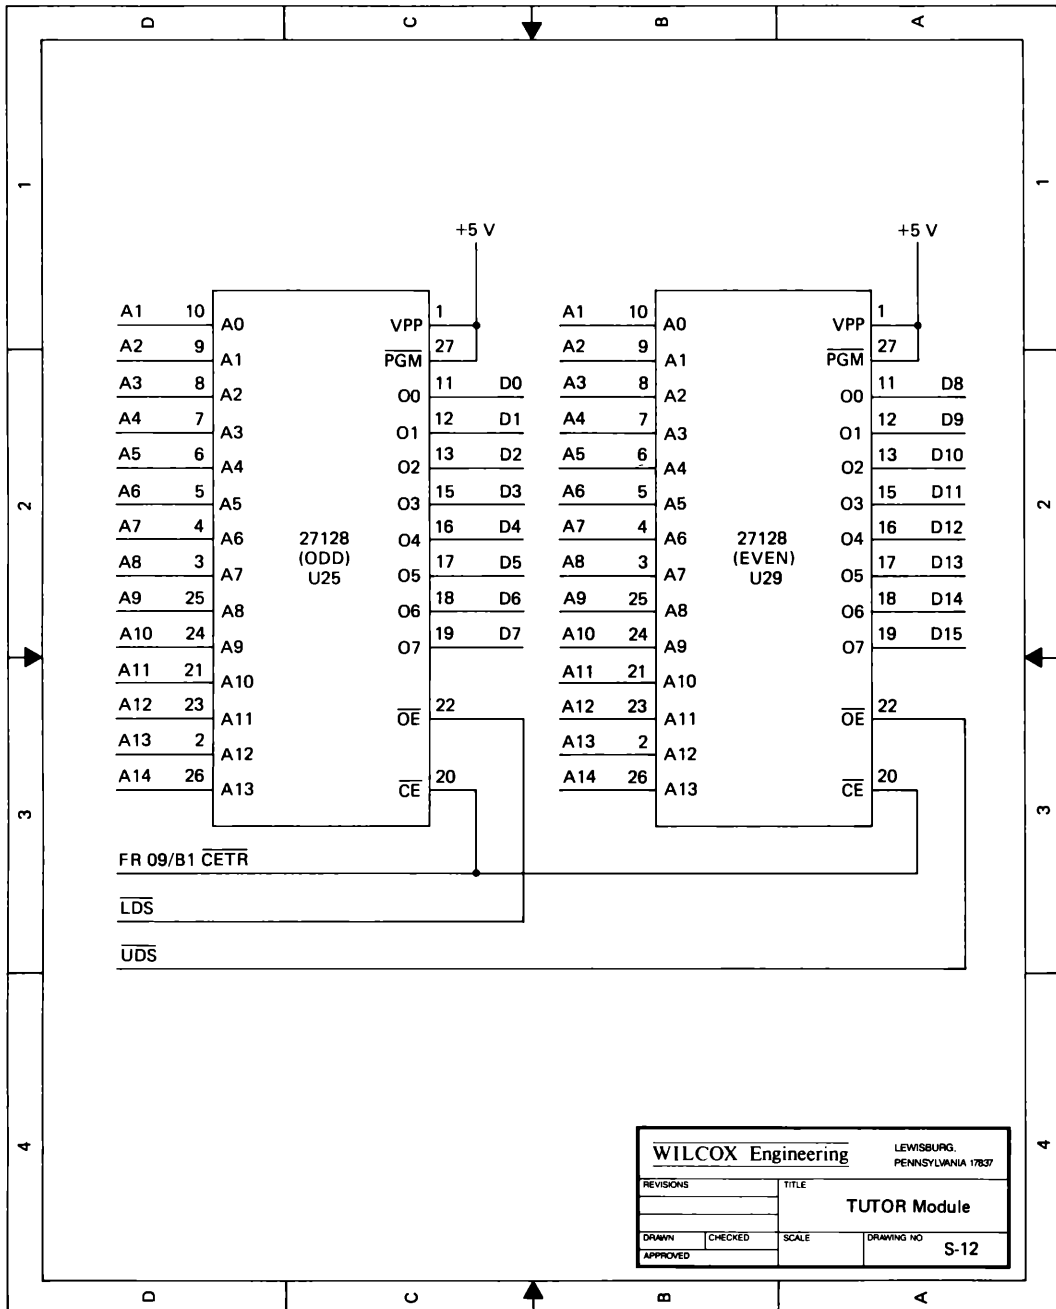 D C B A
1 1
+5 V +5 V
A1 10 A0 VPP 1 A1 10 A0 VPP 1
A2 9 A1 PGM 27 A2 9 A1 PGM 27
A3 8 A2 O0 11 D0 A3 8 A2 O0 11 D8
A4 7 A3 O1 12 D1 A4 7 A3 O1 12 D9
A5 6 A4 O2 13 D2 A5 6 A4 O2 13 D10
2 A6 5 A5 O3 15 D3 A6 5 A5 O3 15 D11 2
A7 4 A6 27128 O4 16 D4 A7 4 A6 27128 O4 16 D12
(ODD) (EVEN)
A8 3 A7 U25 O5 17 D5 A8 3 A7 U29 O5 17 D13
A9 25 A8 O6 18 D6 A9 25 A8 O6 18 D14
A10 24 A9 O7 19 D7 A10 24 A9 O7 19 D15
A11 21 A10 A11 21 A10
A12 23 A11 OE 22 A12 23 A11 OE 22
A13 2 A12 A13 2 A12
A14 26 A13 CE 20 A14 26 A13 CE 20
3 3
FR 09/B1 CETR
LDS
UDS
4 4
WILCOX Engineering LEWISBURG,
PENNSYLVANIA 17837
REVISIONS TITLE
TUTOR Module
DRAWN CHECKED SCALE DRAWING NO
S-12
APPROVED
D C B A